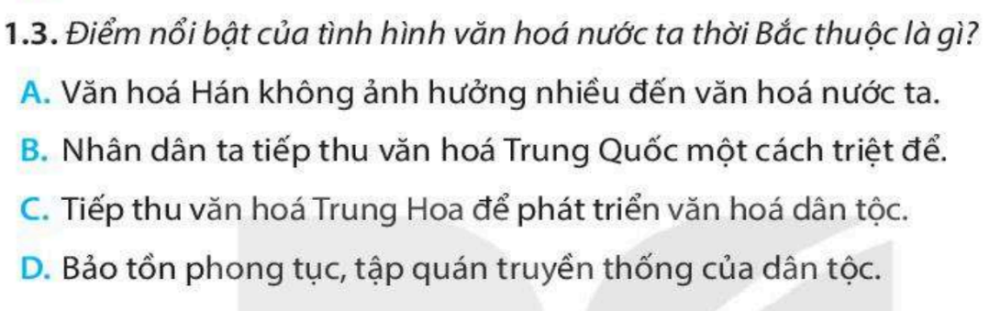 1.3. Điểm nổi bật của tình hình văn hoá nước ta thời Bắc thuộc là gì?
A. Văn hoá Hán không ảnh hưởng nhiều đến văn hoá nước ta.
B. Nhân dân ta tiếp thu văn hoá Trung Quốc một cách triệt để.
C. Tiếp thu văn hoá Trung Hoa để phát triển văn hoá dân tộc.
D. Bảo tồn phong tục, tập quán truyền thống của dân tộc.